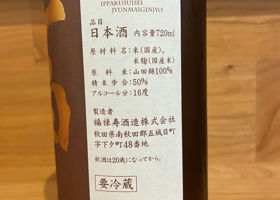 IPPAKUSUISEI
JYUNMAIGINJYO
品目
日本酒 内容量720ml
原材料名:米(国産)、
米麹(国産米)
原料米:山田錦100%
精米歩合:50%
アルコール分:16度
製造者
福禄寿酒造株式会社
秋田県南秋田郡五城目町
字下タ町48番地
飲酒は20歳になってから。
要冷蔵